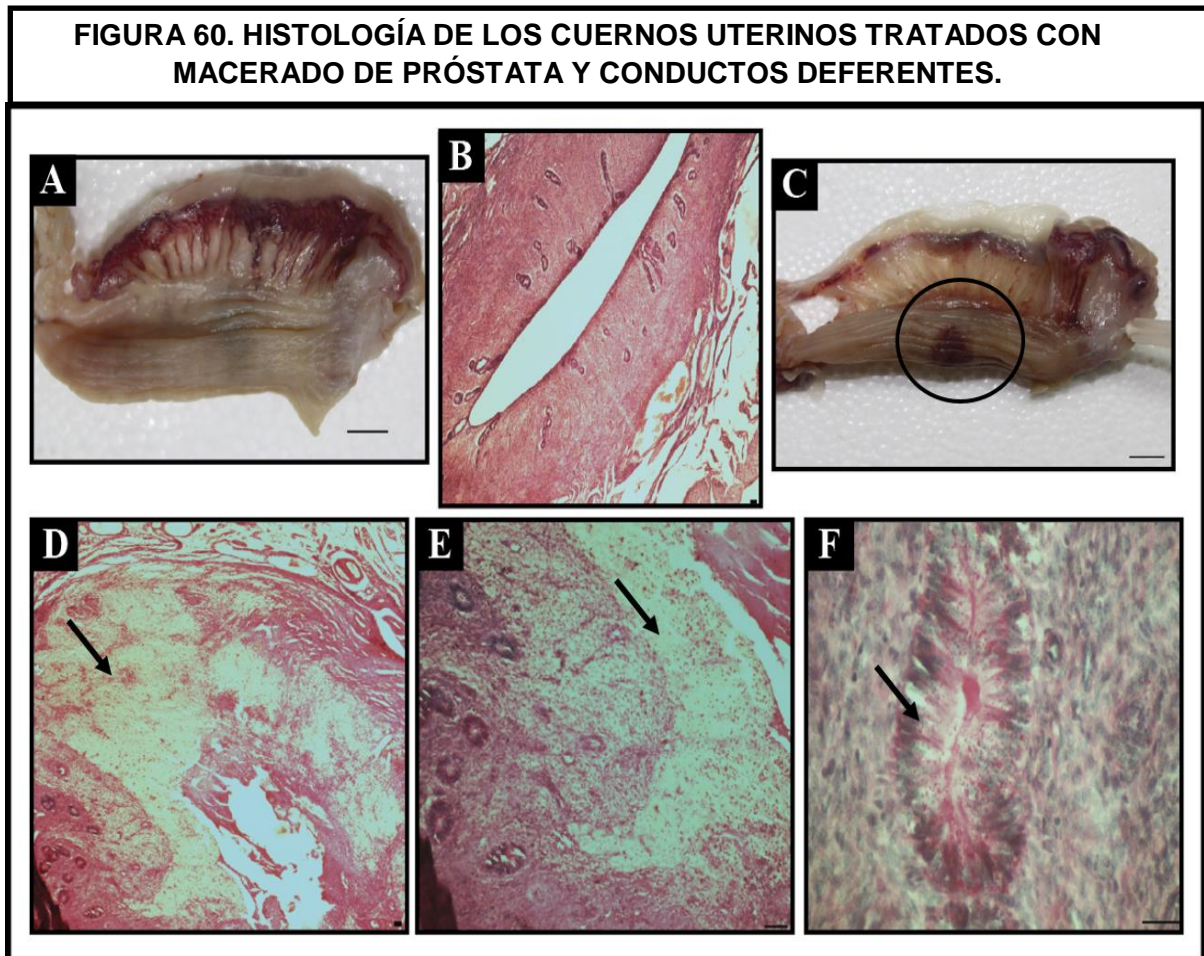 FIGURA 60. HISTOLOGÍA DE LOS CUERNOS UTERINOS TRATADOS CON
MACERADO DE PRÓSTATA Y CONDUCTOS DEFERENTES.
A
B
C
D
E
F